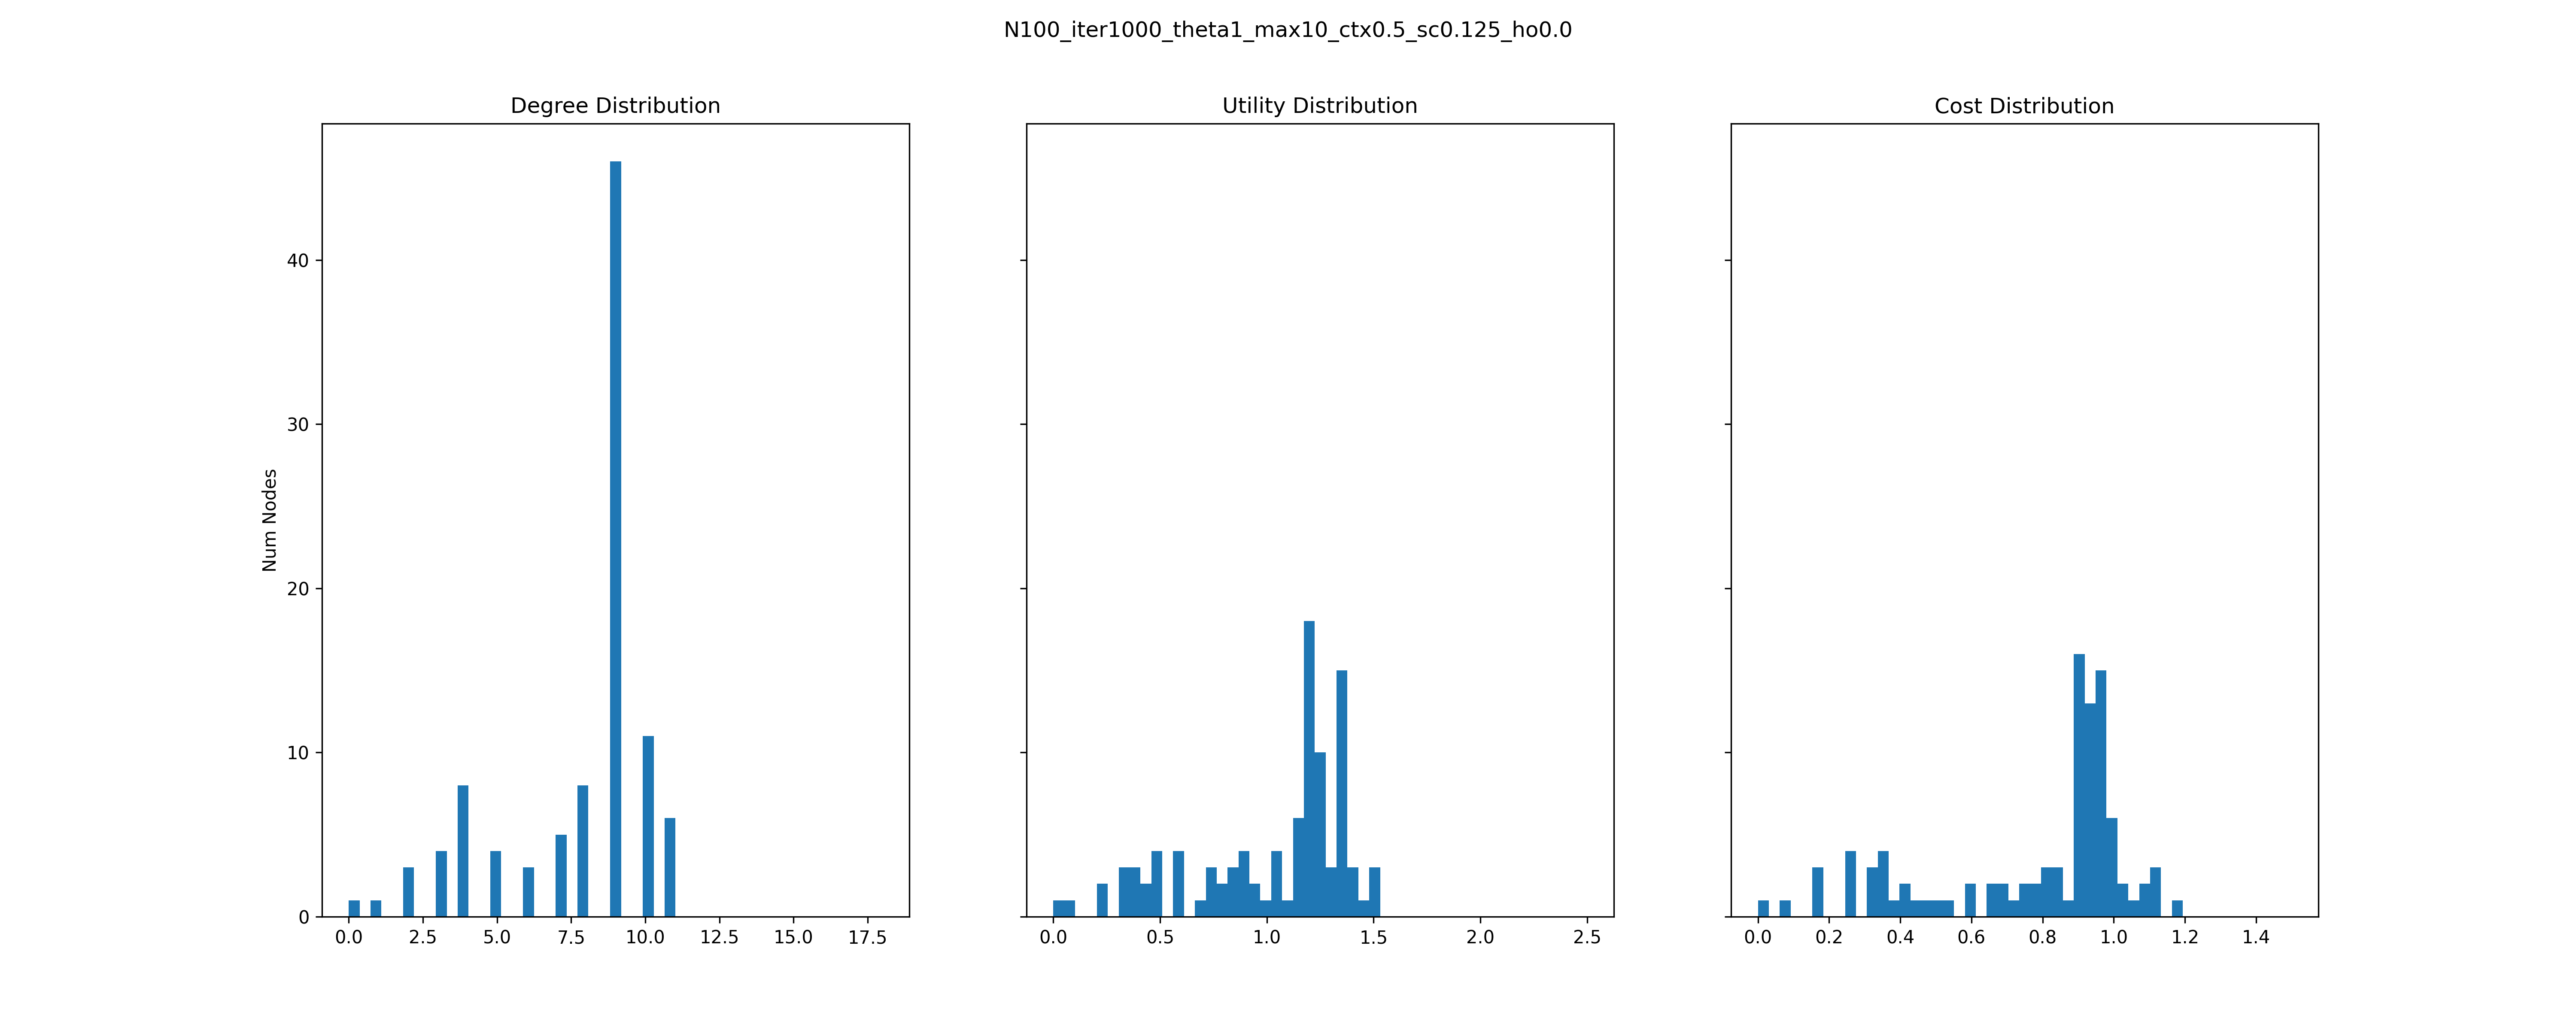 N100_iter1000_theta1_max10_ctx0.5_sc0.125_ho0.0
Degree Distribution
Utility Distribution
Cost Distribution
Num Nodes
40
30
20
10
0
0.0 2.5 5.0 7.5 10.0 12.5 15.0 17.5
0.0 0.5 1.0 1.5 2.0 2.5
0.0 0.2 0.4 0.6 0.8 1.0 1.2 1.4